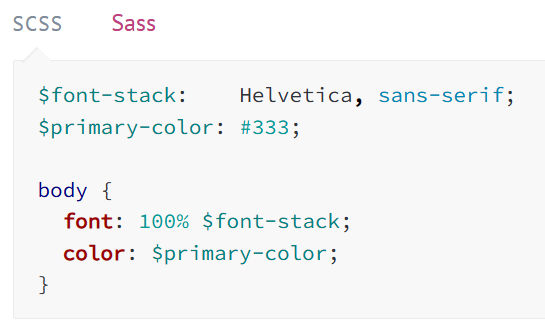 SCSS Sass
$font-stack:    Helvetica, sans-serif;
$primary-color: #333;

body {
  font: 100% $font-stack;
  color: $primary-color;
}